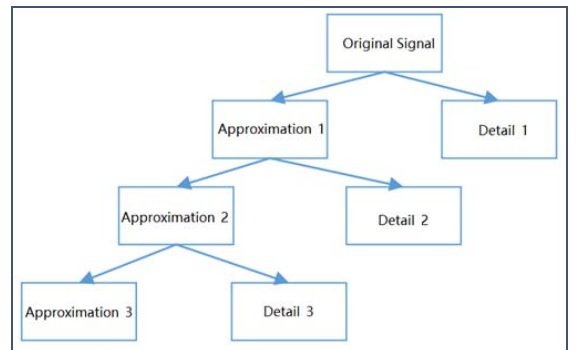 Original Signal
Approximation 1
Detail 1
Approximation 2
Detail 2
Approximation 3
Detail 3